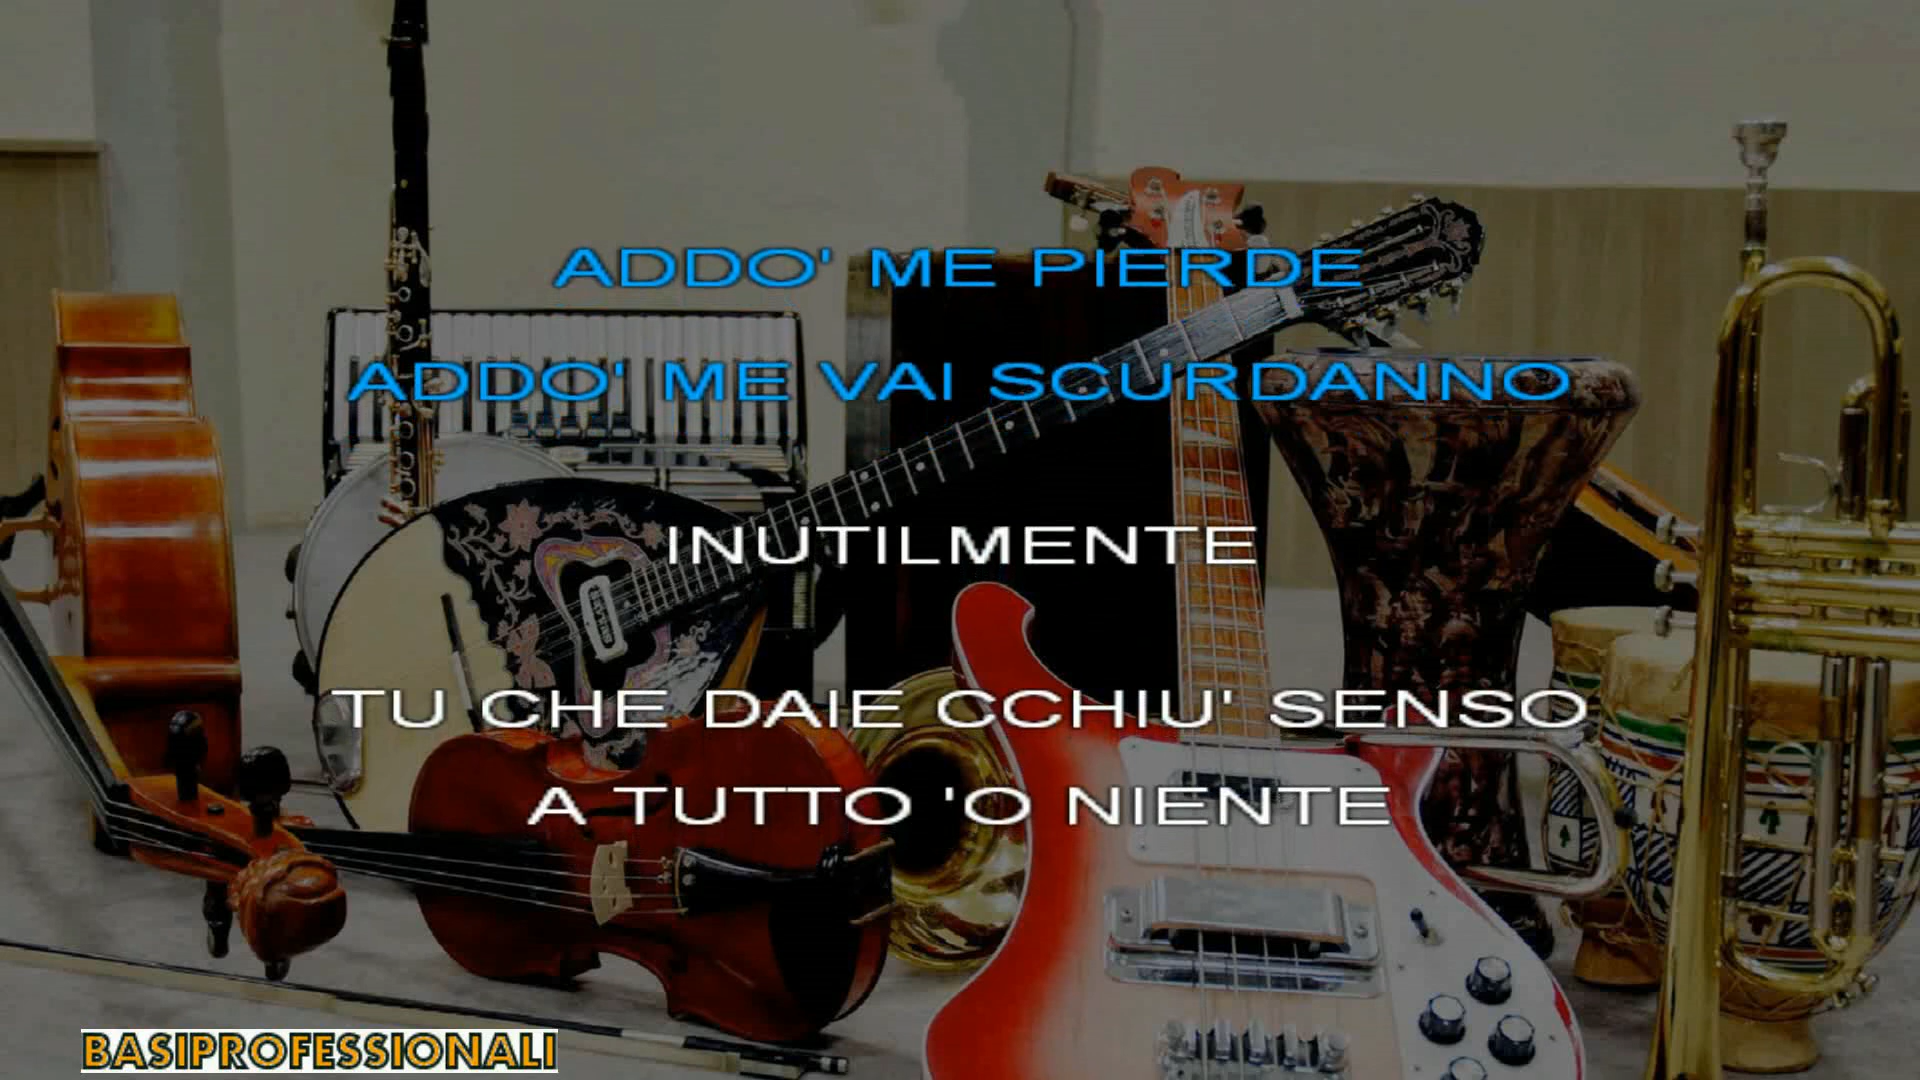 ADDO' ME PIERDE
ADDO' ME VAI SCURDANNO
INUTILMENTE
TU CHE DAIE CCHIU' SENSO
A TUTTO 'O NIENTE
BASIPROFESSIONALI